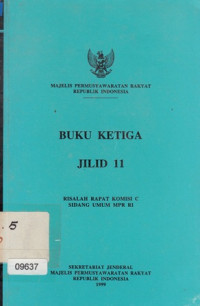 MAJELIS PERMUSYAWARATAN RAKYAT
REPUBLIK INDONESIA
BUKU KETIGA
JILID 11
RISALAH RAPAT KOMISI C
SIDANG UMUM MPR RI
5
09637
SEKRETARIAT JENDERAL
MAJELIS PERMUSYAWARATAN RAKYAT
REPUBLIK INDONESIA
1998